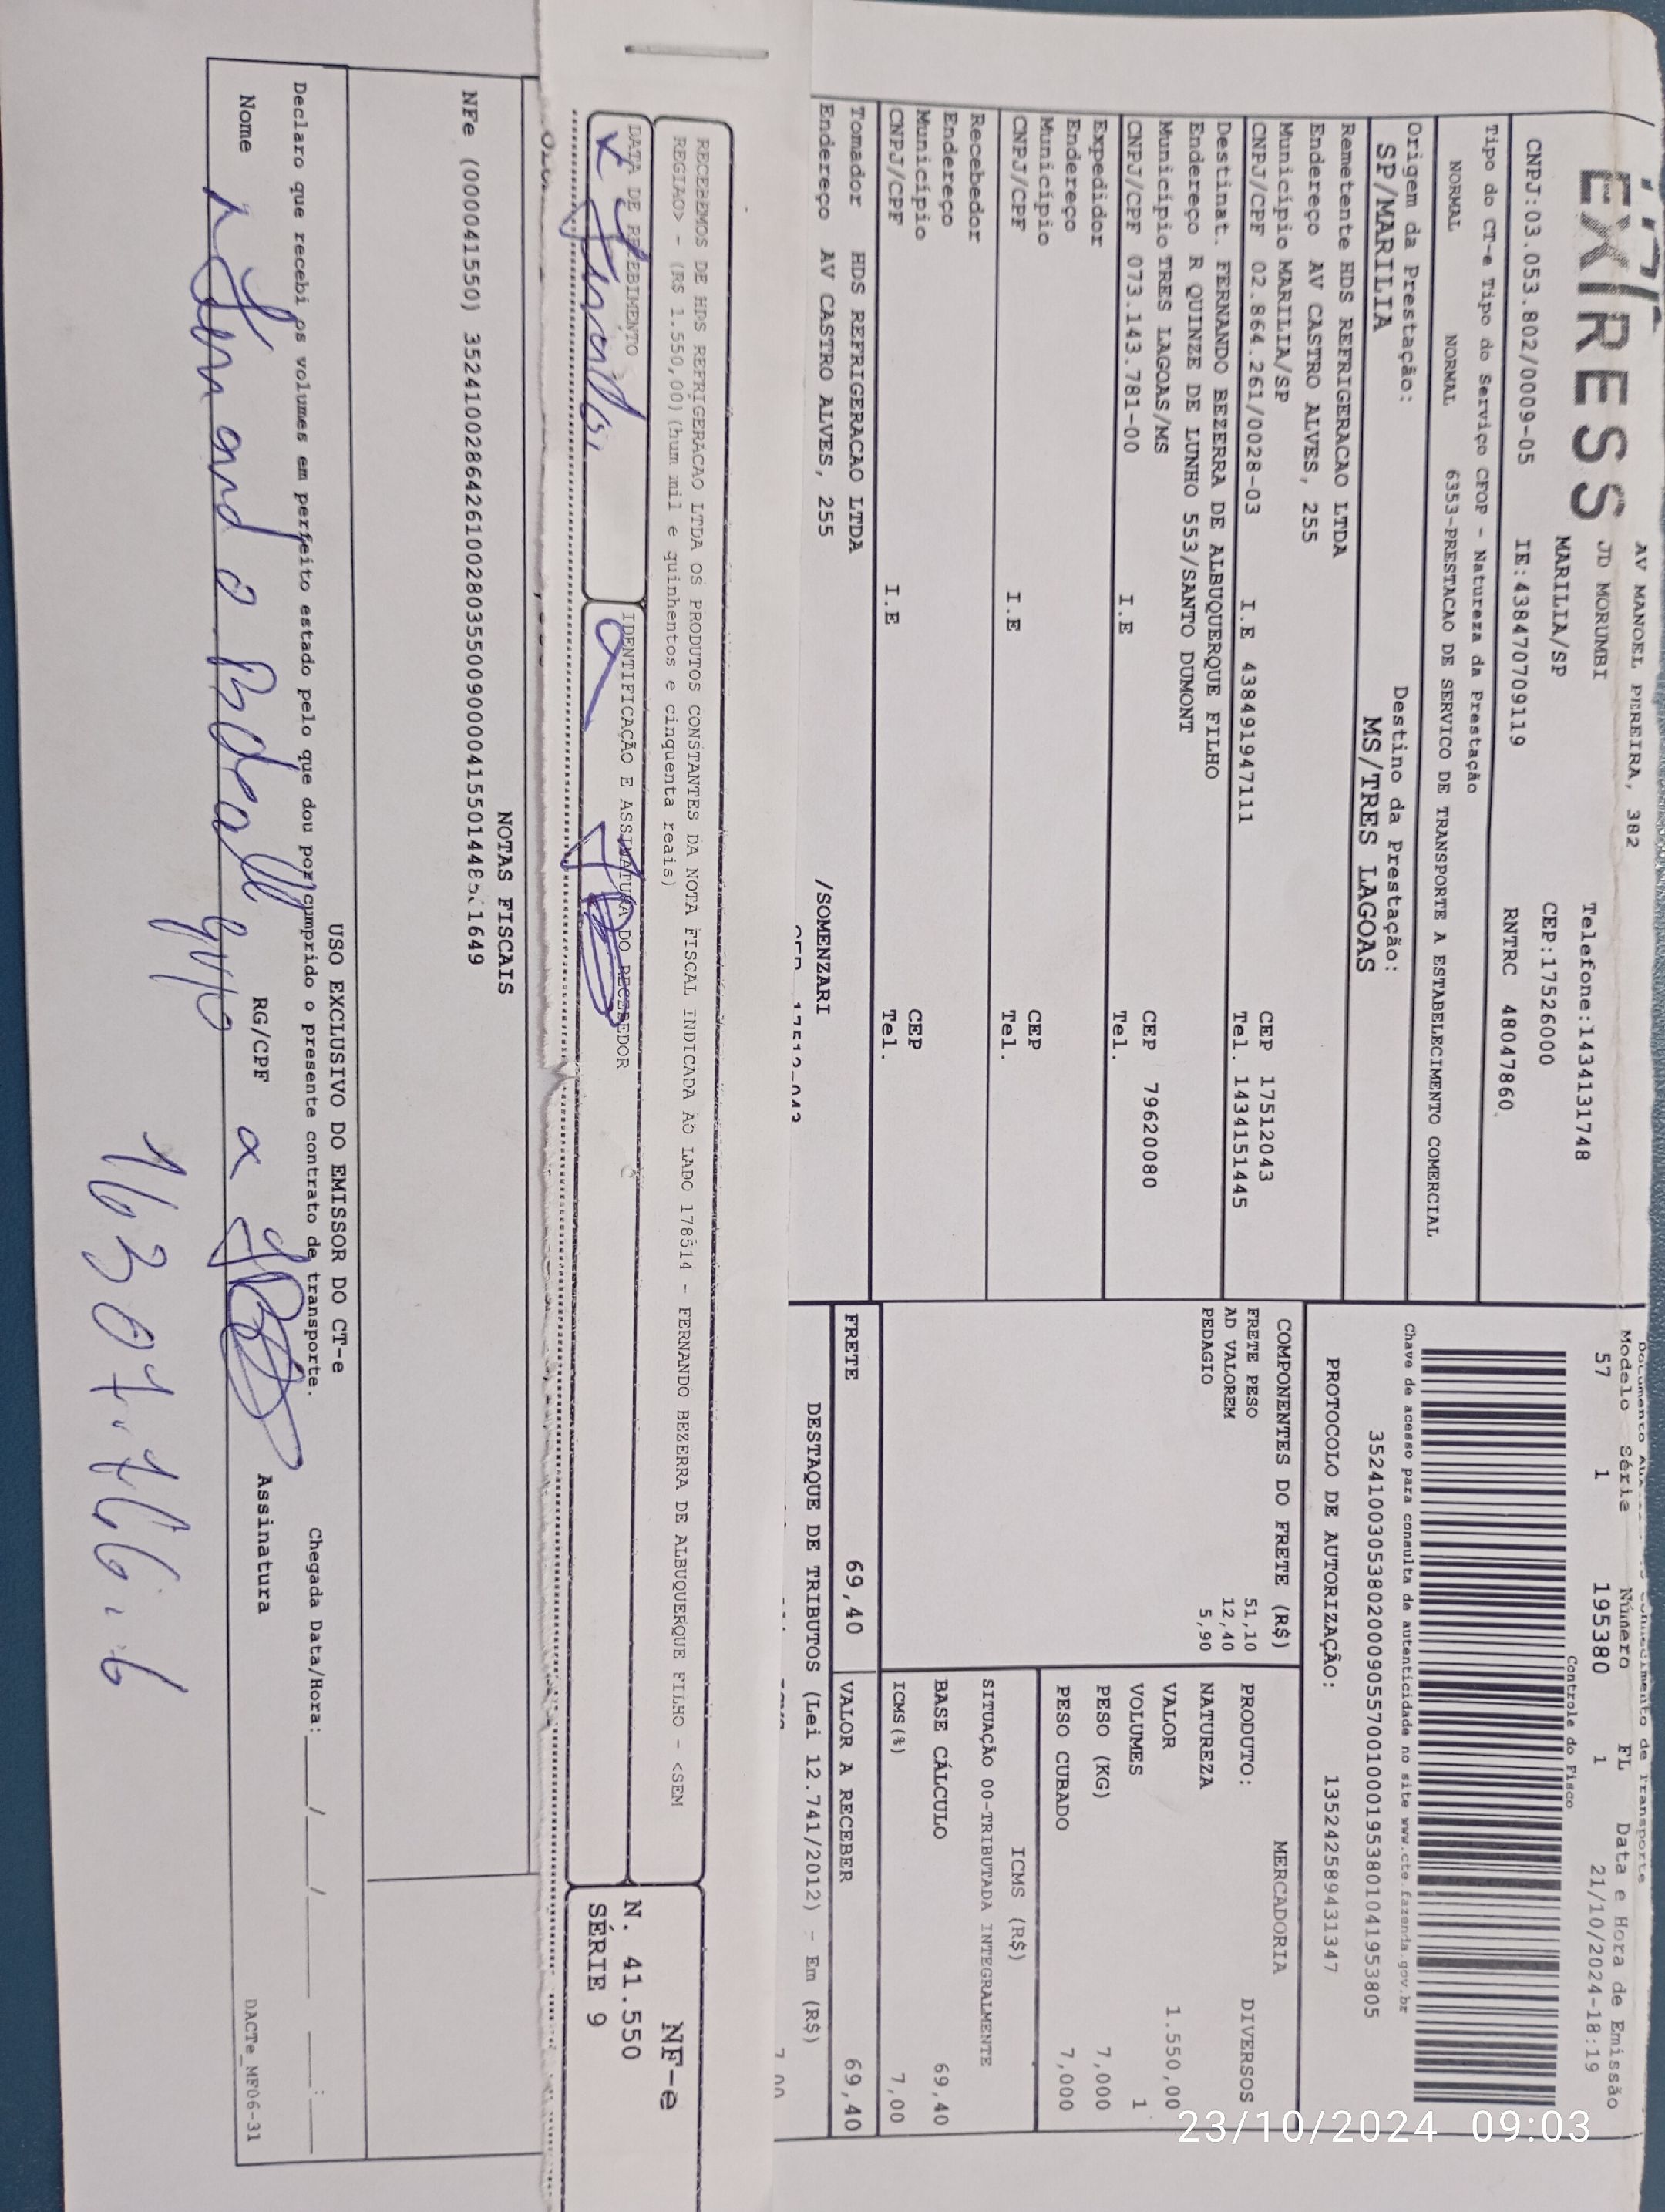 EXPRESS
AV MANOEL PEREIRA, 382
JD MORUMBI
MARILIA/SP
Telefone:1434131748
CEP:17526000
CNPJ:03.053.802/0009-05 IE:438470709119 RNTRC 48047860
Modelo Série Número FL Data e Hora de Emissão
57 1 195380 1 21/10/2024-18:19
Controle do Fisco
Tipo do CT-e Tipo do Serviço CFOP - Natureza da Prestação
NORMAL NORMAL 6353-PRESTACAO DE SERVICO DE TRANSPORTE A ESTABELECIMENTO COMERCIAL
Chave de acesso para consulta de autenticidade no site www.cte.fazenda.gov.br
35241003053802000905570010001953801041953805
Origem da Prestação: Destino da Prestação:
SP/MARILIA MS/TRES LAGOAS
PROTOCOLO DE AUTORIZAÇÃO: 135242589431347
Remetente HDS REFRIGERACAO LTDA
Endereço AV CASTRO ALVES, 255
Município MARILIA/SP CEP 17512043
CNPJ/CPF 02.864.261/0028-03 I.E 438491947111 Tel. 1434151445
Destinat. FERNANDO BEZERRA DE ALBUQUERQUE FILHO
Endereço R QUINZE DE LUNHO 553/SANTO DUMONT
Município TRES LAGOAS/MS CEP 79620080
CNPJ/CPF 073.143.781-00 I.E Tel.
Expedidor
Endereço
Município CEP
CNPJ/CPF I.E Tel.
Recebedor
Endereço
Município CEP
CNPJ/CPF I.E Tel.
Tomador HDS REFRIGERACAO LTDA
Endereço AV CASTRO ALVES, 255 /SOMENZARI
COMPONENTES DO FRETE (R$)
FRETE PESO 51,10
AD VALOREM 12,40
PEDAGIO 5,90
FRETE 69,40
MERCADORIA
PRODUTO: DIVERSOS
NATUREZA
VALOR 1.550,00
VOLUMES 1
PESO (KG) 7,000
PESO CUBADO 7,000
ICMS (R$)
SITUAÇÃO 00-TRIBUTADA INTEGRALMENTE
BASE CÁLCULO 69,40
ICMS(%) 7,00
VALOR A RECEBER 69,40
DESTAQUE DE TRIBUTOS (Lei 12.741/2012) - Em (R$)
RECEBEMOS DE HDS REFRIGERACAO LTDA OS PRODUTOS CONSTANTES DA NOTA FISCAL INDICADA AO LADO 178514 - FERNANDO BEZERRA DE ALBUQUERQUE FILHO - <SEM
REGIAO> - (R$ 1.550,00)(hum mil e quinhentos e cinquenta reais)
DATA DE RECEBIMENTO IDENTIFICAÇÃO E ASSINATURA DO RECEBEDOR
NF-e
N. 41.550
SÉRIE 9
NOTAS FISCAIS
USO EXCLUSIVO DO EMISSOR DO CT-e
Declaro que recebi os volumes em perfeito estado pelo que dou por cumprido o presente contrato de transporte.
Chegada Data/Hora: / / :
Nome RG/CPF Assinatura
DACTe_MF06-31
23/10/2024 09:03